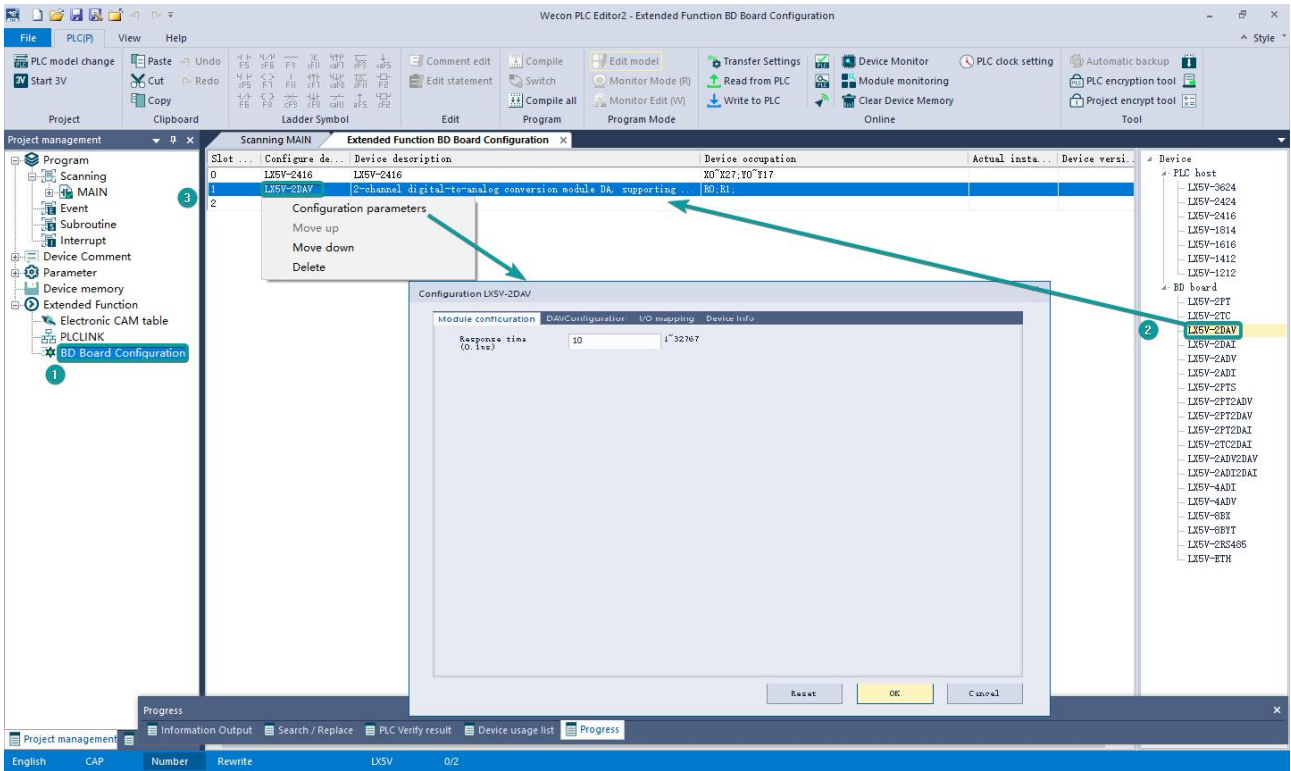 Wecon PLC Editor2 - Extended Function BD Board Configuration
File PLC(P) View Help
Style
PLC model change Paste Undo Comment edit Compile Edit model Transfer Settings Device Monitor PLC clock setting Automatic backup
Start 3V Cut Redo Edit statement Switch Monitor Mode (R) Read from PLC Module monitoring PLC encryption tool
Copy Compile all Monitor Edit (W) Write to PLC Clear Device Memory Project encrypt tool
Project Clipboard Ladder Symbol Edit Program Program Mode Online Tool
Project management
Scanning MAIN Extended Function BD Board Configuration
Program
Scanning
MAIN
Event
Subroutine
Interrupt
Device Comment
Parameter
Device memory
Extended Function
Electronic CAM table
PLCLINK
BD Board Configuration
1
3
Slot ... Configure de... Device description Device occupation Actual insta... Device versi..
0 LX5V-2416 LX5V-2416 X0~X27;Y0~Y17
1 LX5V-2DAV 2-channel digital-to-analog conversion module DA, supporting ... R0;R1;
2
Configuration parameters
Move up
Move down
Delete
Configuration LX5V-2DAV
Module configuration DAVConfiguration I/O mapping Device Info
Response time 10 1~32767
(0.1ms)
Reset OK Cancel
Device
PLC host
LX5V-3624
LX5V-2424
LX5V-2416
LX5V-1814
LX5V-1616
LX5V-1412
LX5V-1212
BD board
LX5V-2PT
LX5V-2TC
2
LX5V-2DAV
LX5V-2DAI
LX5V-2ADV
LX5V-2ADI
LX5V-2PTS
LX5V-2PT2ADV
LX5V-2PT2DAV
LX5V-2PT2DAI
LX5V-2TC2DAI
LX5V-2ADV2DAV
LX5V-2ADI2DAI
LX5V-4ADI
LX5V-4ADV
LX5V-8EX
LX5V-8EYT
LX5V-2RS485
LX5V-ETH
Progress
Information Output Search / Replace PLC Verify result Device usage list Progress
Project management
English CAP Number Rewrite LX5V 0/2